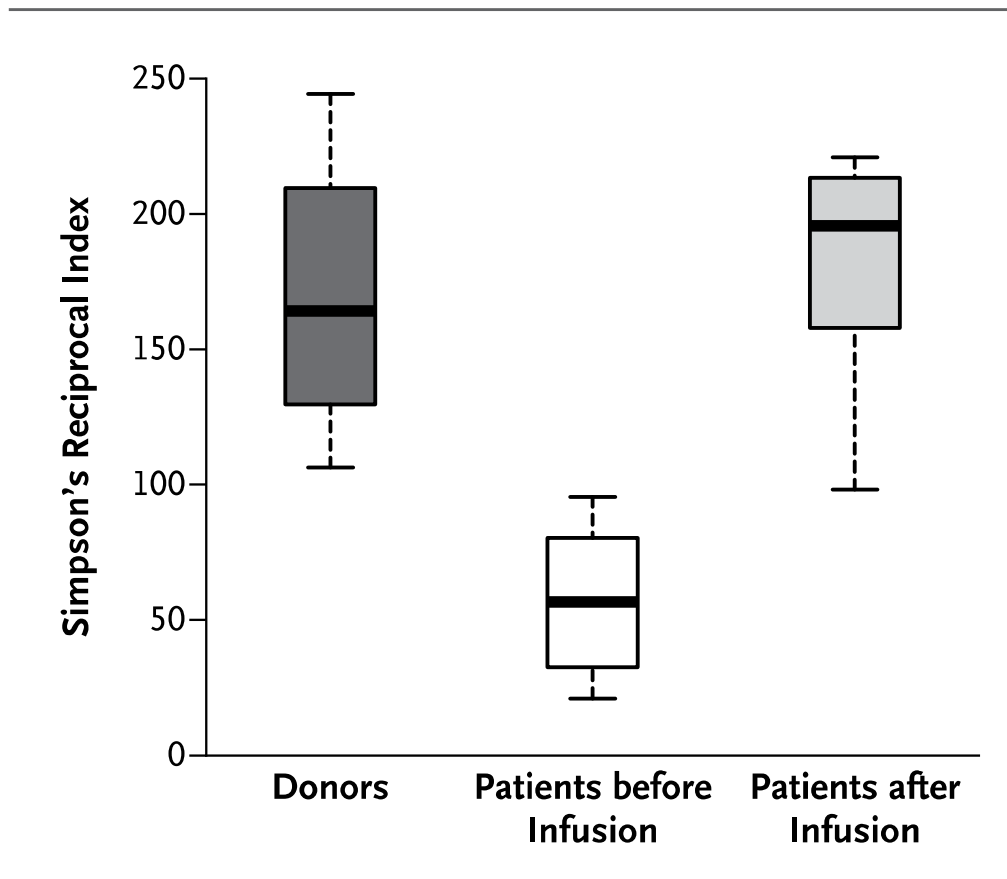 Simpson's Reciprocal Index
250
200
150
100
50
0
Donors
Patients before
Infusion
Patients after
Infusion